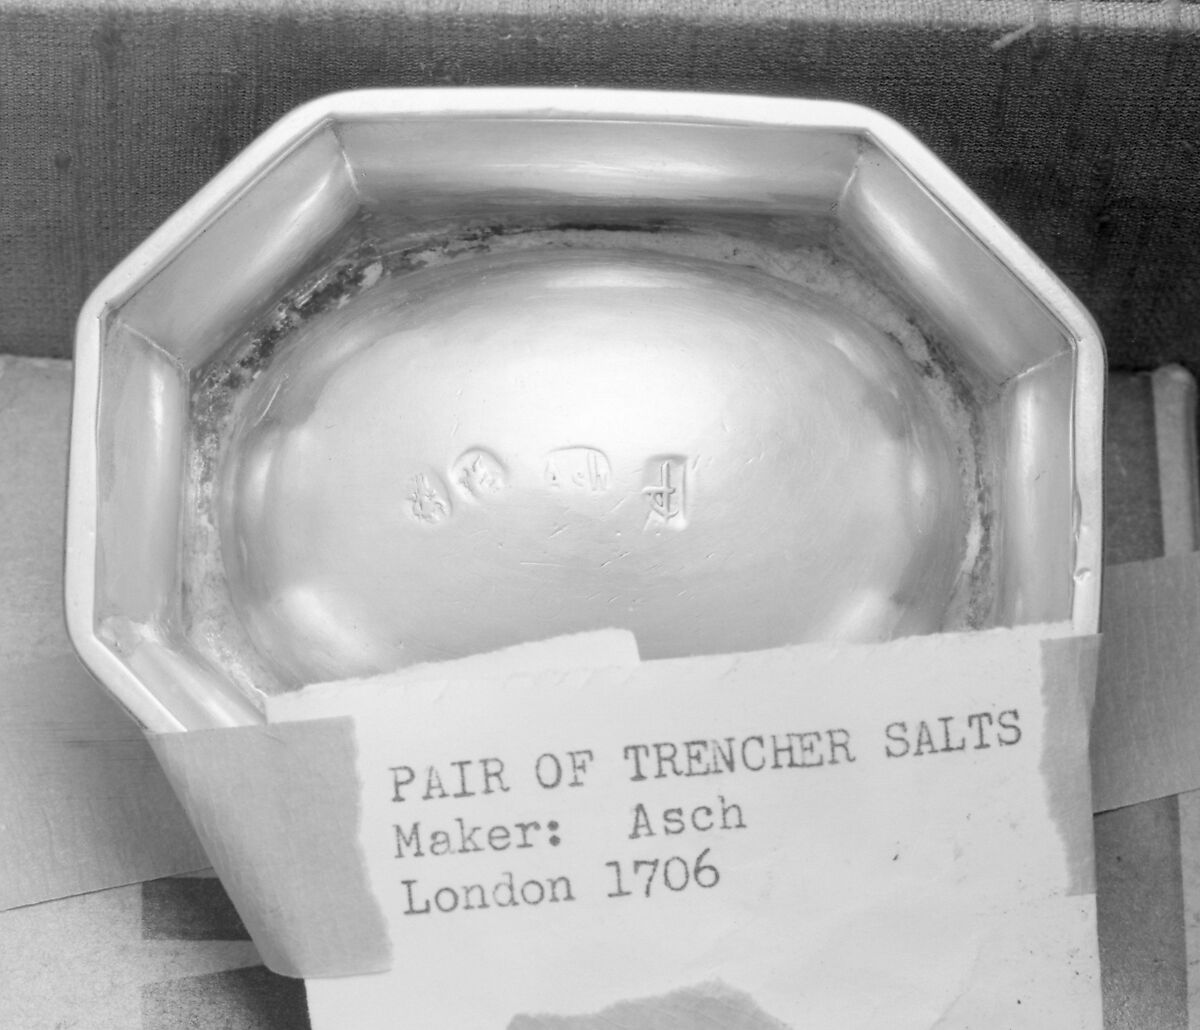 PAIR OF TRENCHER SALTS
Maker: Asch
London 1706